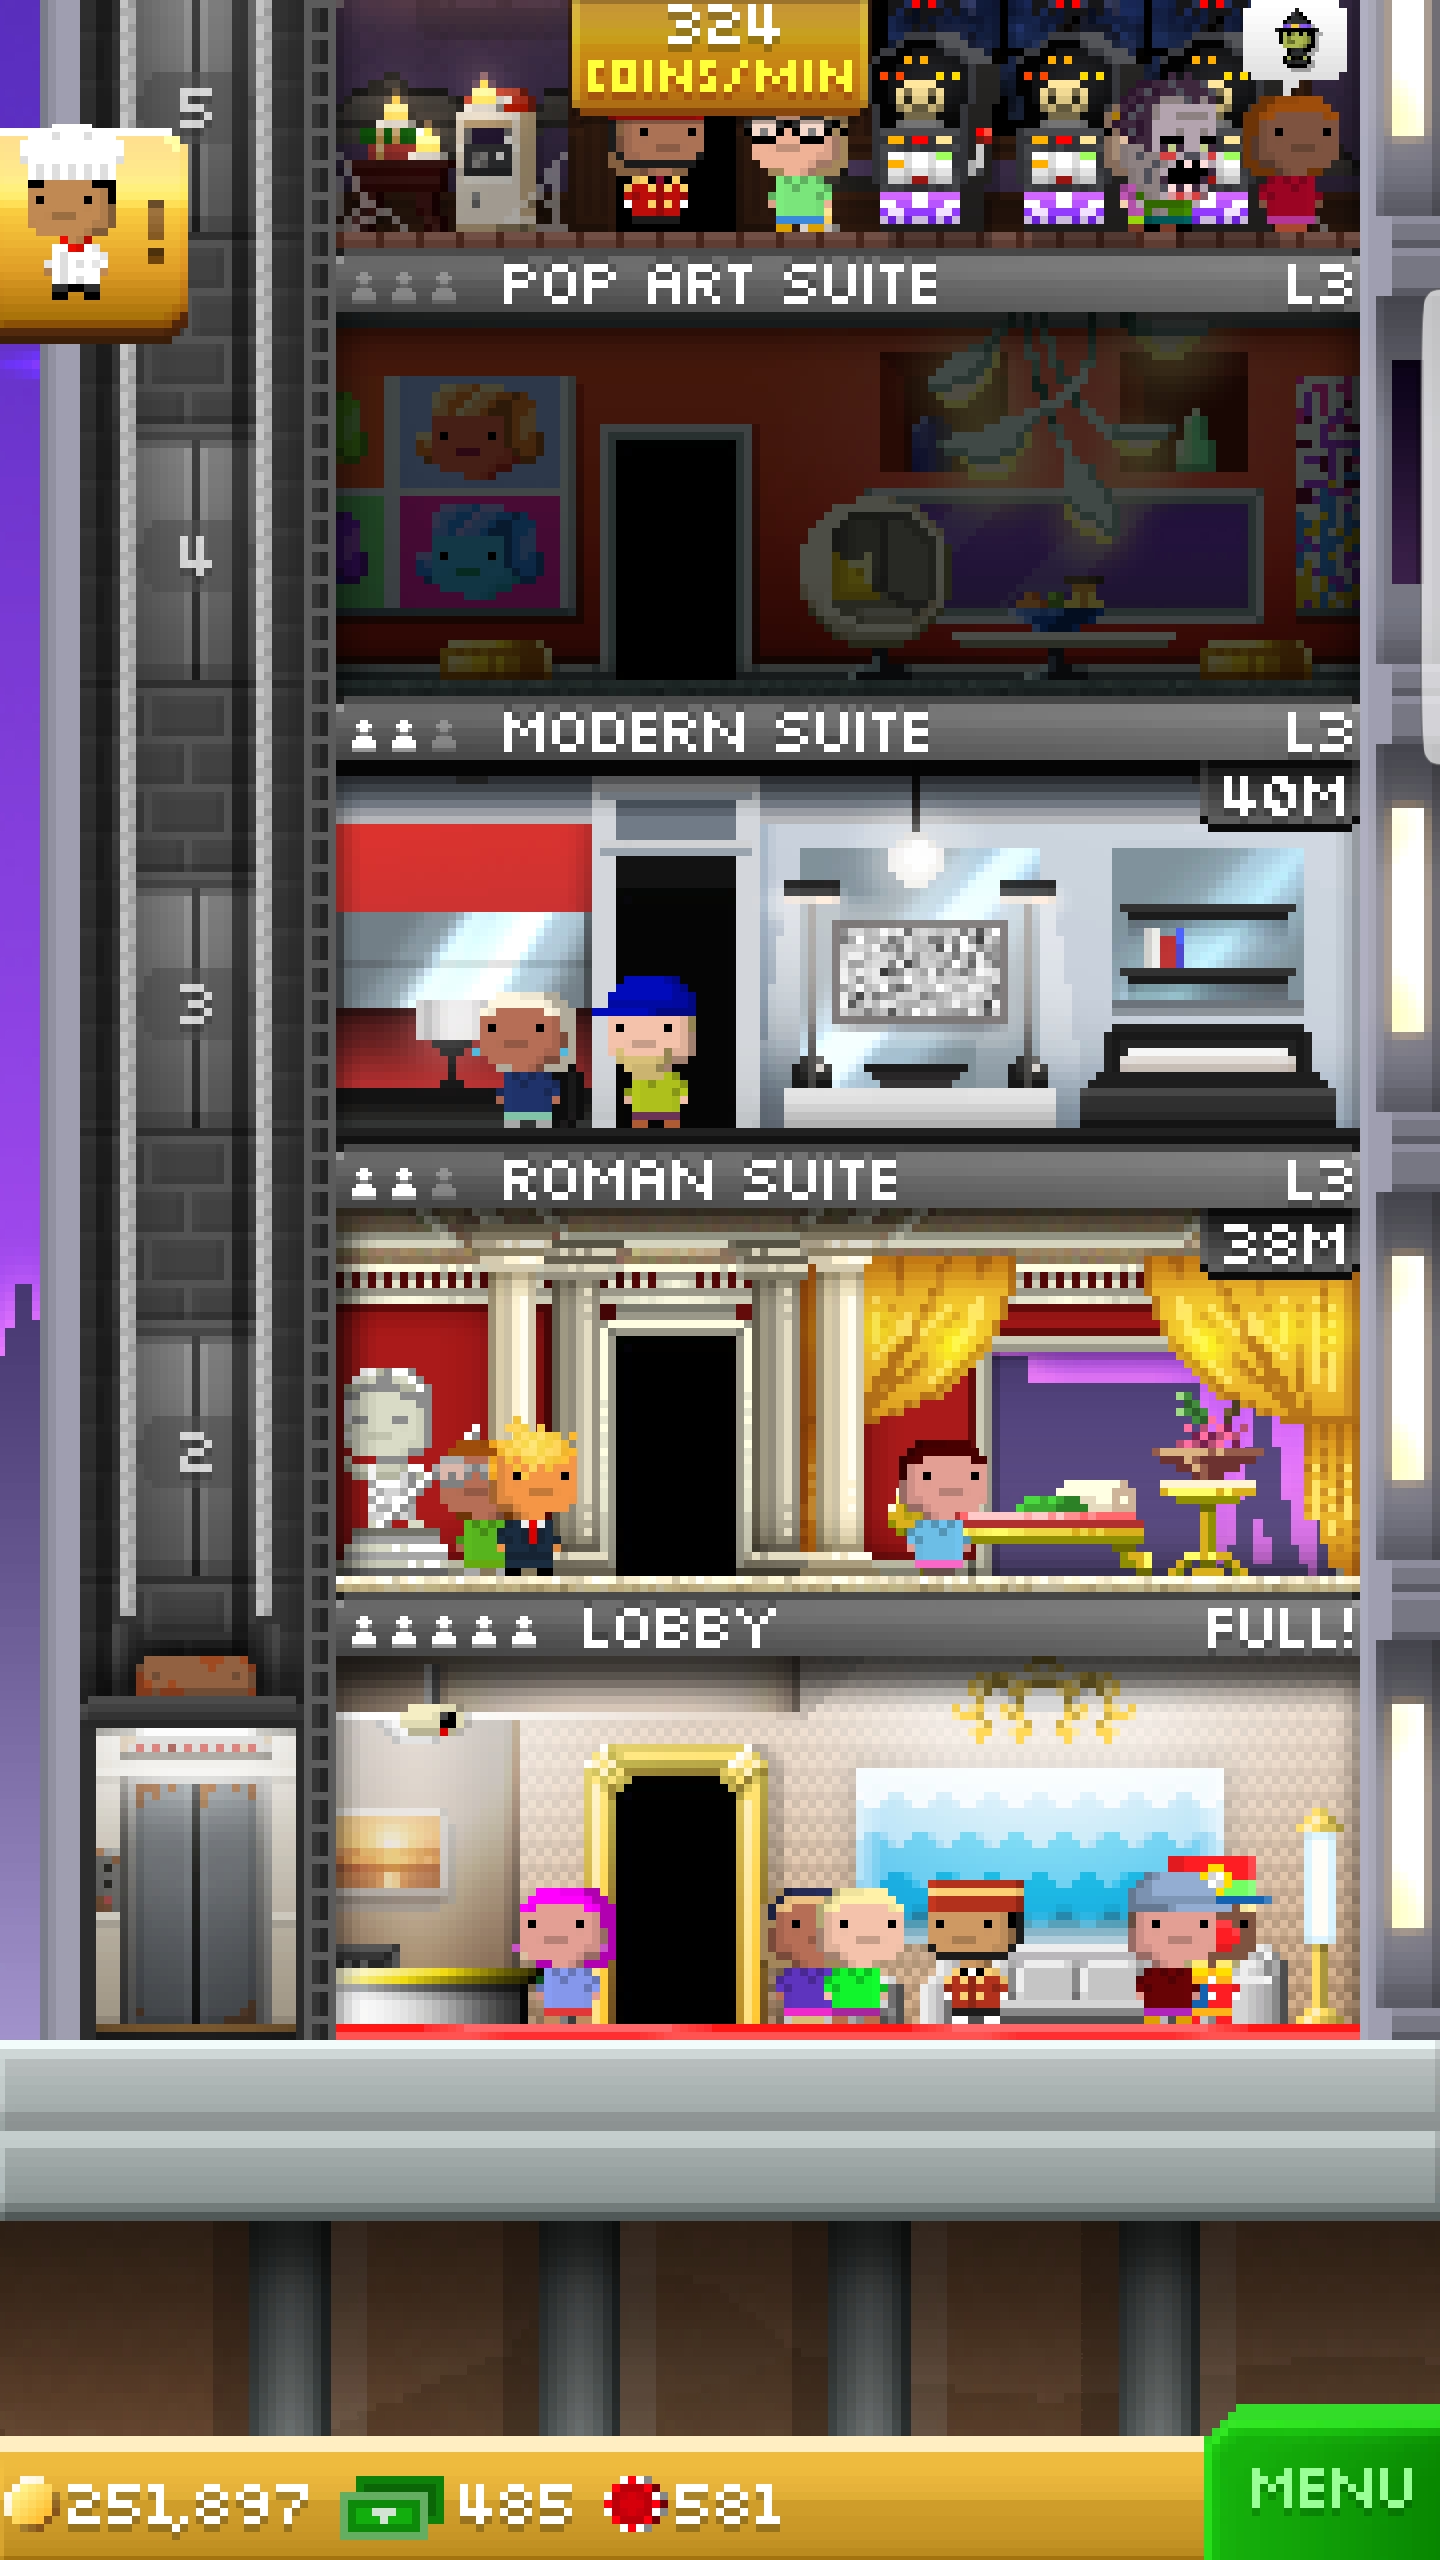 324
COINS/MIN
5
!
POP ART SUITE L3
4
MODERN SUITE L3
40M
3
ROMAN SUITE L3
38M
2
LOBBY FULL!
251,897 485 581
MENU